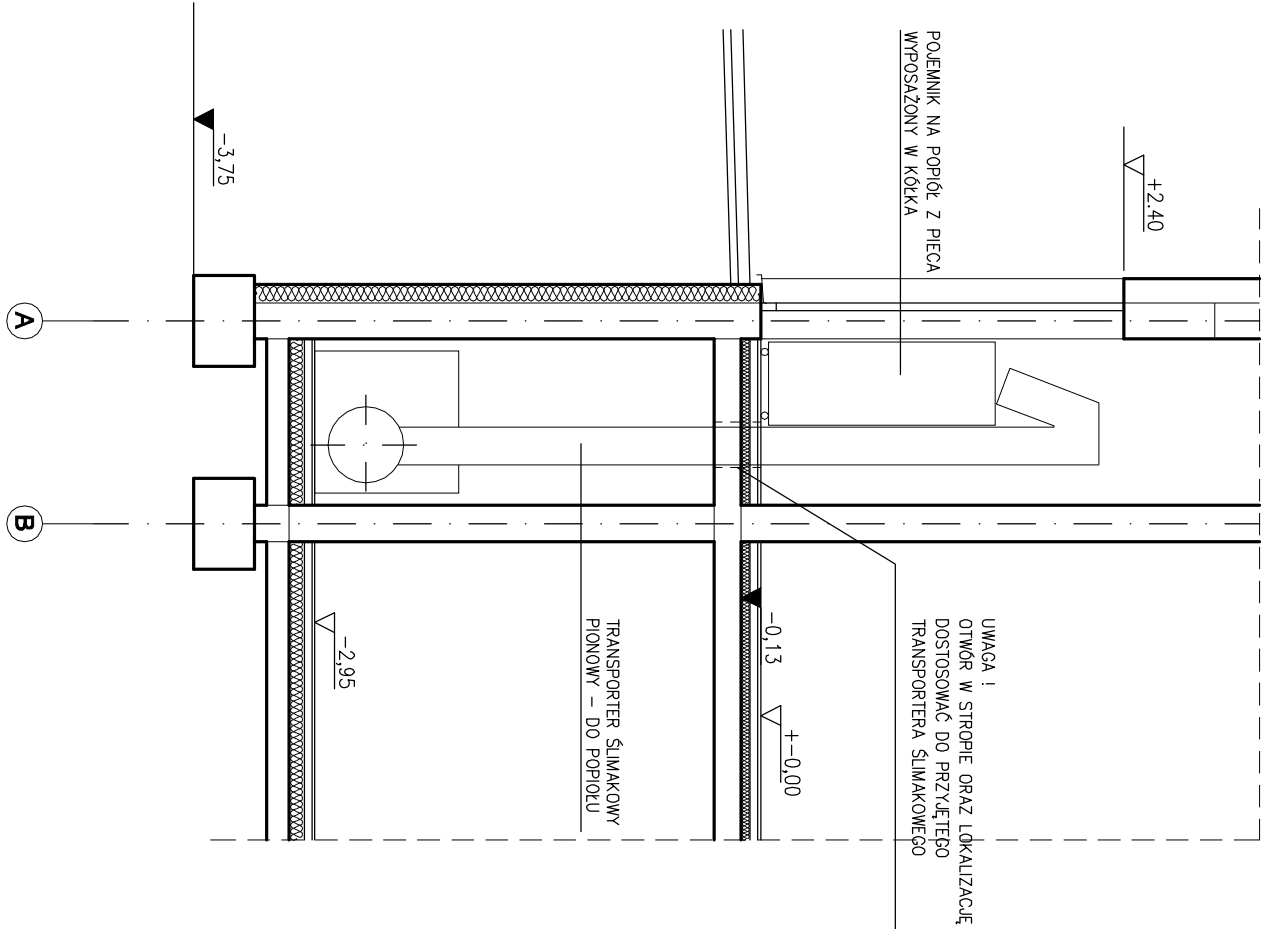 +2.40
POJEMNIK NA POPIÓŁ Z PIECA
WYPOSAŻONY W KÓŁKA
UWAGA !
OTWÓR W STROPIE ORAZ LOKALIZACJĘ
DOSTOSOWAĆ DO PRZYJĘTEGO
TRANSPORTERA ŚLIMAKOWEGO
+-0,00
-0,13
TRANSPORTER ŚLIMAKOWY
PIONOWY - DO POPIOŁU
-2,95
-3,75
A
B